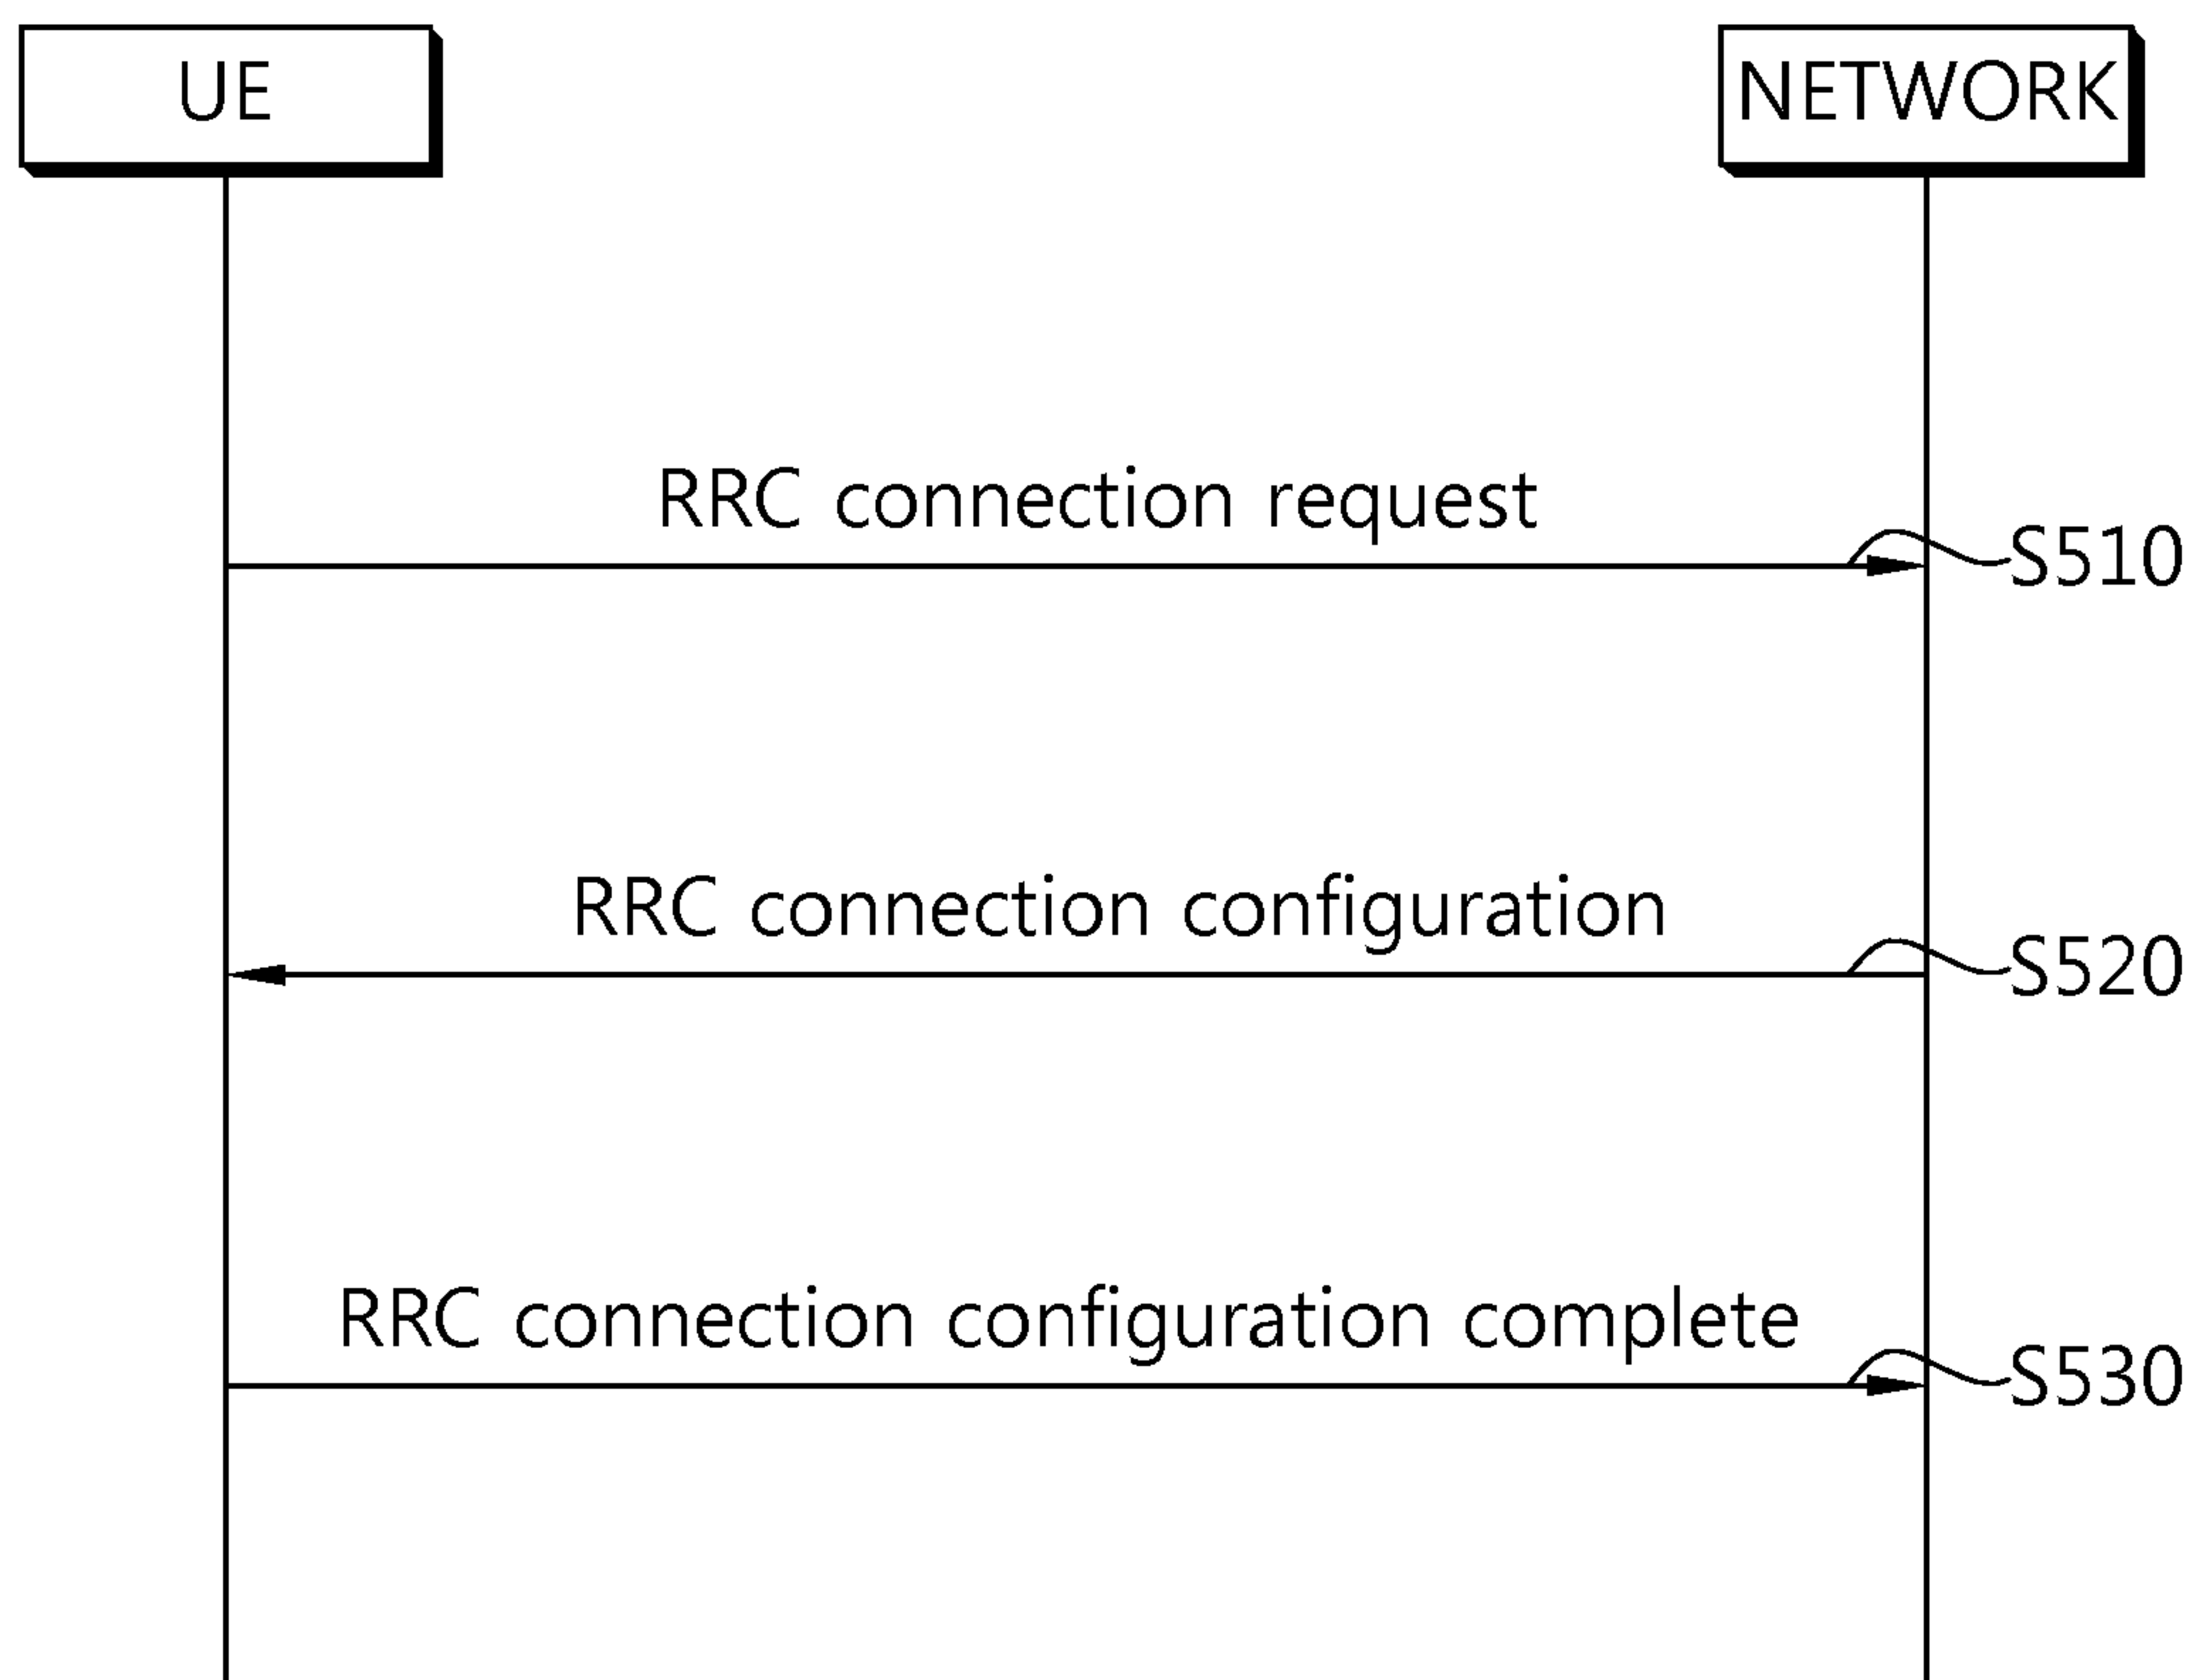 UE
NETWORK
RRC connection request
S510
RRC connection configuration
S520
RRC connection configuration complete
S530